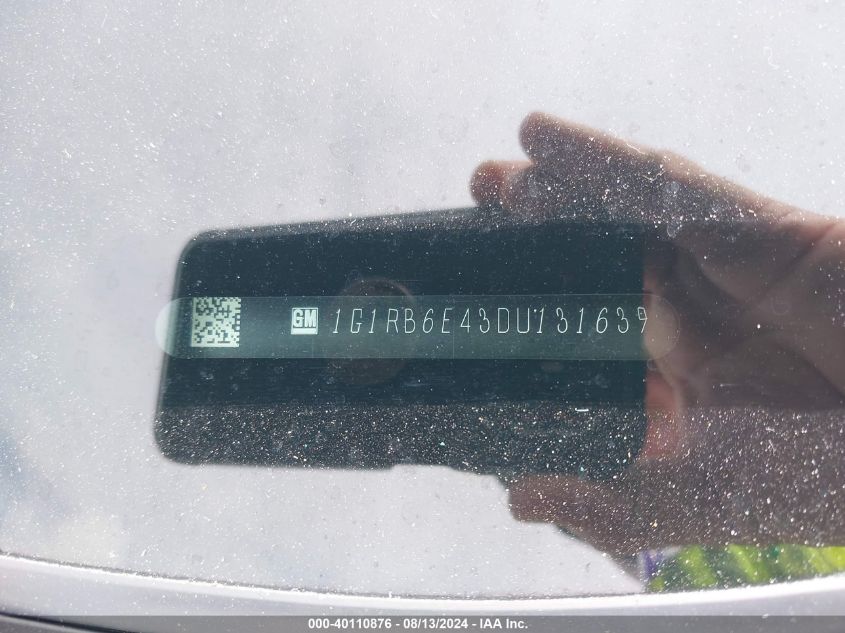 GM 1G1RB6E43DU131639
000-40110876 - 08/13/2024 - IAA Inc.